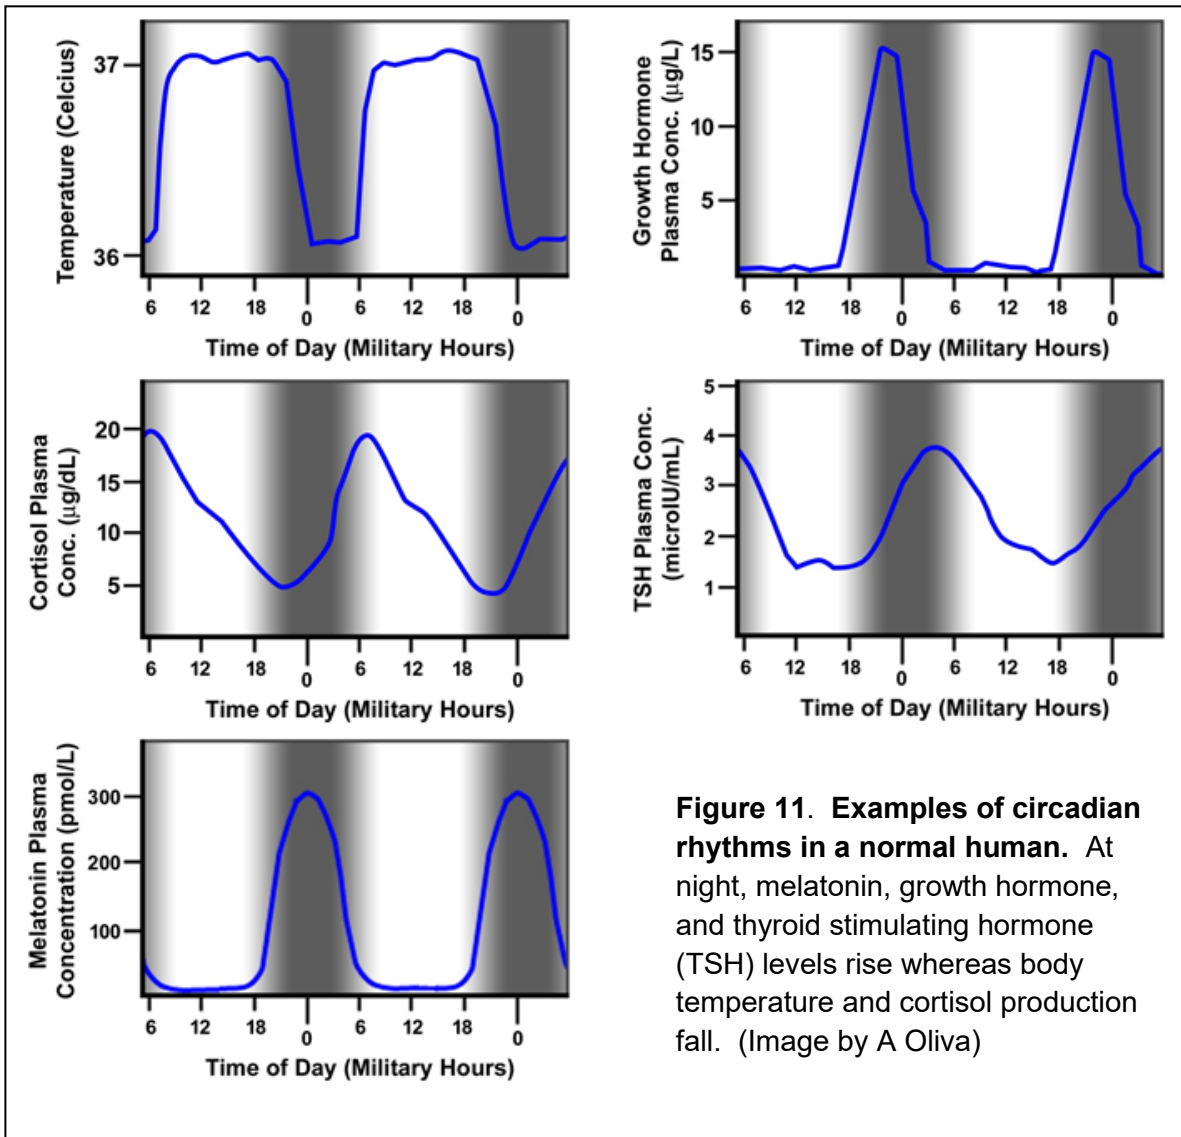 Temperature (Celcius)
37
36
6 12 18 0 6 12 18 0
Time of Day (Military Hours)
Growth Hormone
Plasma Conc. (µg/L)
15
10
5
6 12 18 0 6 12 18 0
Time of Day (Military Hours)
Cortisol Plasma
Conc. (µg/dL)
20
15
10
5
6 12 18 0 6 12 18 0
Time of Day (Military Hours)
TSH Plasma Conc.
(microIU/mL)
5
4
3
2
1
6 12 18 0 6 12 18 0
Time of Day (Military Hours)
Melatonin Plasma
Concentration (pmol/L)
300
200
100
6 12 18 0 6 12 18 0
Time of Day (Military Hours)
Figure 11. Examples of circadian
rhythms in a normal human. At
night, melatonin, growth hormone,
and thyroid stimulating hormone
(TSH) levels rise whereas body
temperature and cortisol production
fall. (Image by A Oliva)